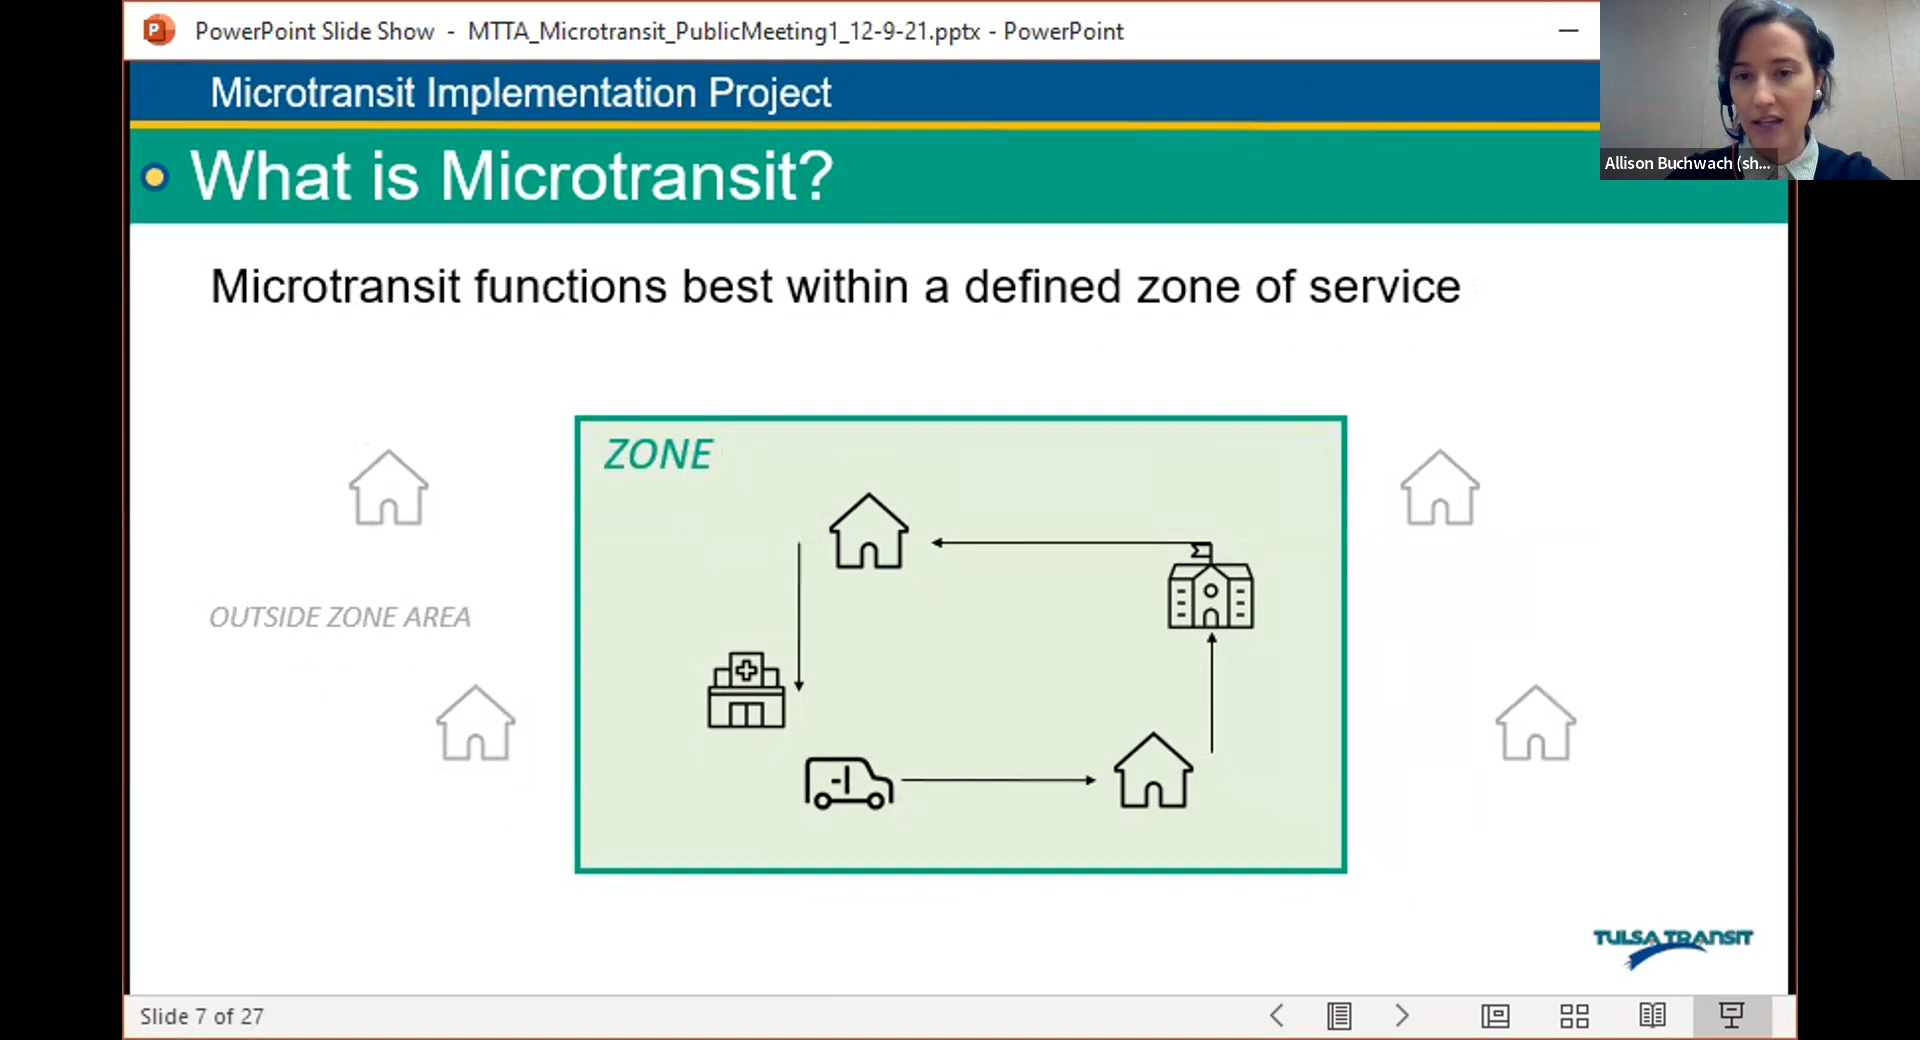 PowerPoint Slide Show - MTTA_Microtransit_PublicMeeting1_12-9-21.pptx - PowerPoint
Microtransit Implementation Project
What is Microtransit?
Allison Buchwach (sh...
Microtransit functions best within a defined zone of service
ZONE
OUTSIDE ZONE AREA
TULSA TRANSIT
Slide 7 of 27